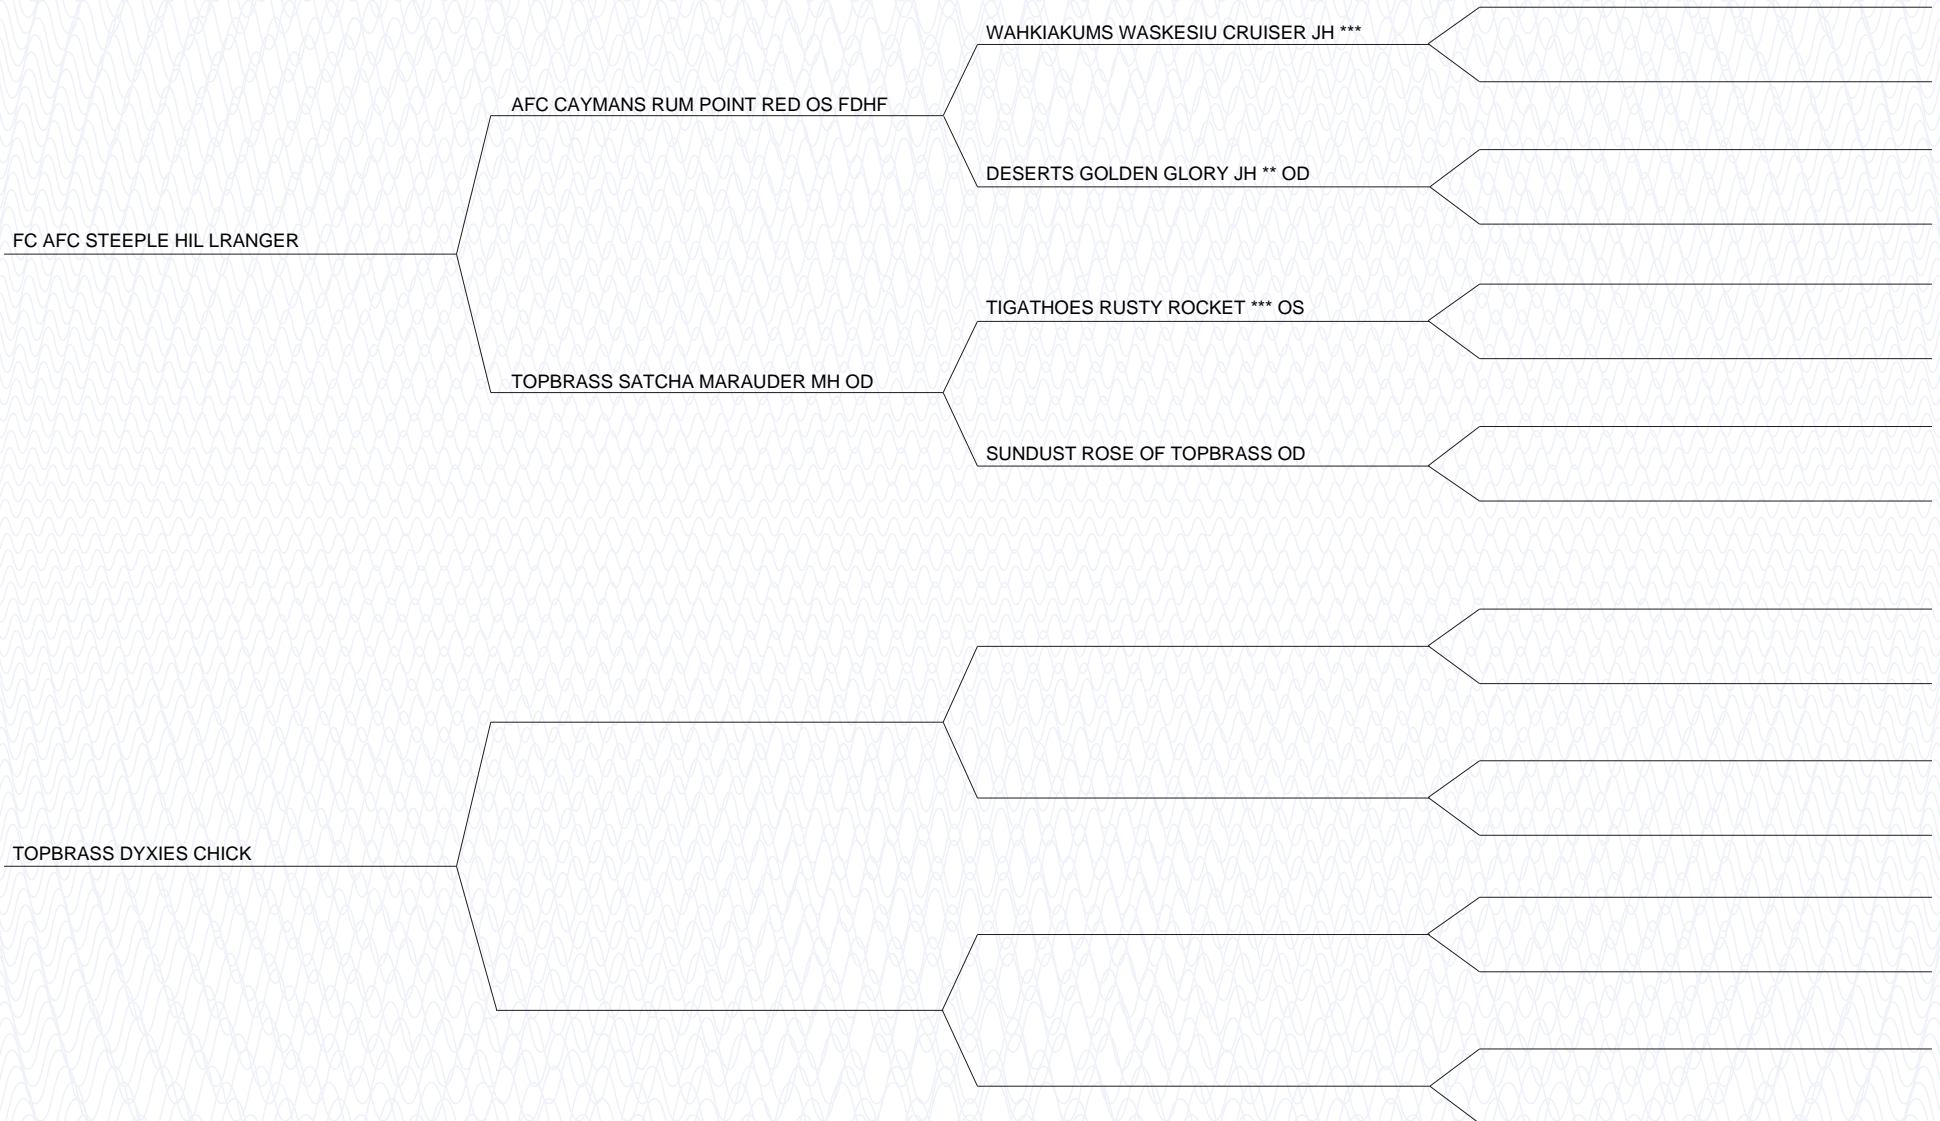 WAHKIAKUMS WASKESIU CRUISER JH ***
AFC CAYMANS RUM POINT RED OS FDHF
DESERTS GOLDEN GLORY JH ** OD
FC AFC STEEPLE HIL LRANGER
TIGATHOES RUSTY ROCKET *** OS
TOPBRASS SATCHA MARAUDER MH OD
SUNDUST ROSE OF TOPBRASS OD
TOPBRASS DYXIES CHICK